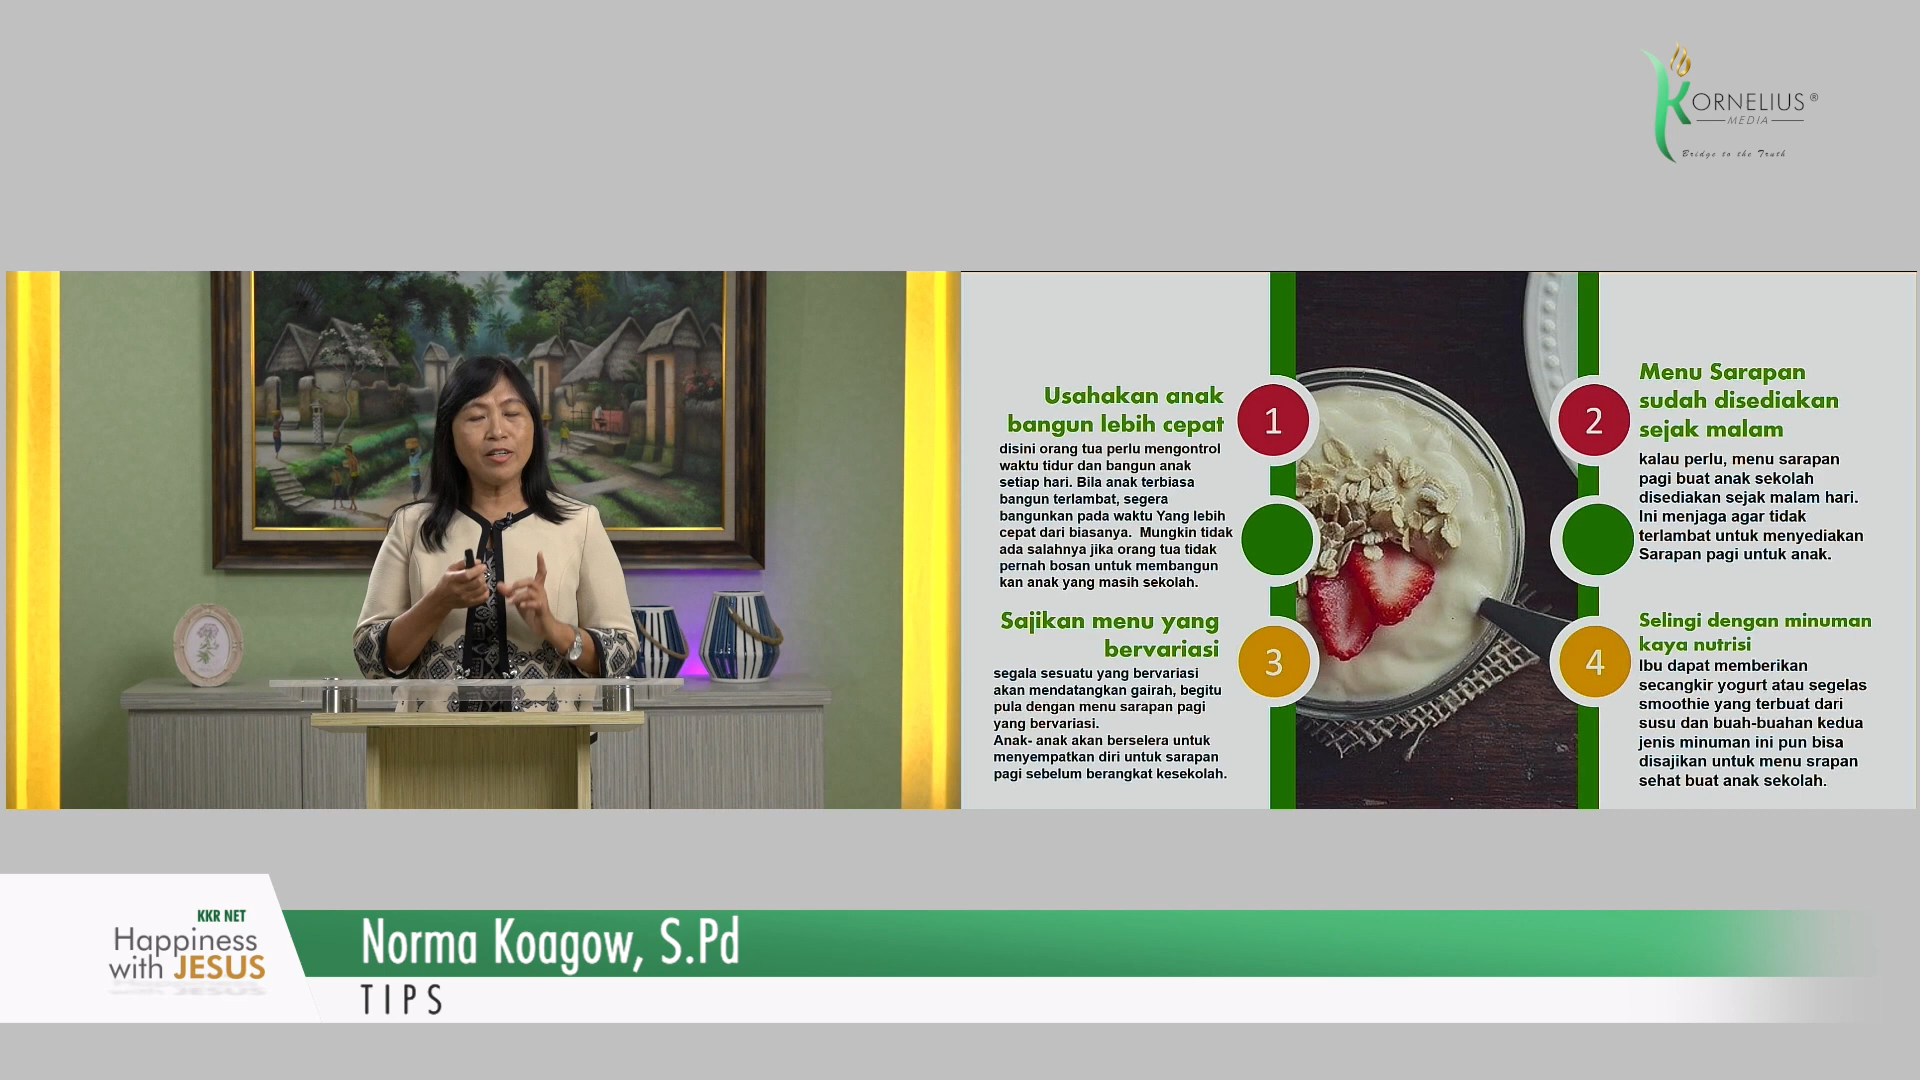 KORNELIUS®
MEDIA
Bridge to the Truth
Usahakan anak
bangun lebih cepat
disini orang tua perlu mengontrol
waktu tidur dan bangun anak
setiap hari. Bila anak terbiasa
bangun terlambat, segera
bangunkan pada waktu Yang lebih
cepat dari biasanya. Mungkin tidak
ada salahnya jika orang tua tidak
pernah bosan untuk membangun
kan anak yang masih sekolah.
1
Menu Sarapan
sudah disediakan
sejak malam
kalau perlu, menu sarapan
pagi buat anak sekolah
disediakan sejak malam hari.
Ini menjaga agar tidak
terlambat untuk menyediakan
Sarapan pagi untuk anak.
2
Sajikan menu yang
bervariasi
segala sesuatu yang bervariasi
akan mendatangkan gairah, begitu
pula dengan menu sarapan pagi
yang bervariasi.
Anak- anak akan berselera untuk
menyempatkan diri untuk sarapan
pagi sebelum berangkat kesekolah.
3
Selingi dengan minuman
kaya nutrisi
Ibu dapat memberikan
secangkir yogurt atau segelas
smoothie yang terbuat dari
susu dan buah-buahan kedua
jenis minuman ini pun bisa
disajikan untuk menu srapan
sehat buat anak sekolah.
4
KKR NET
Happiness
with JESUS
Norma Koagow, S.Pd
TIPS